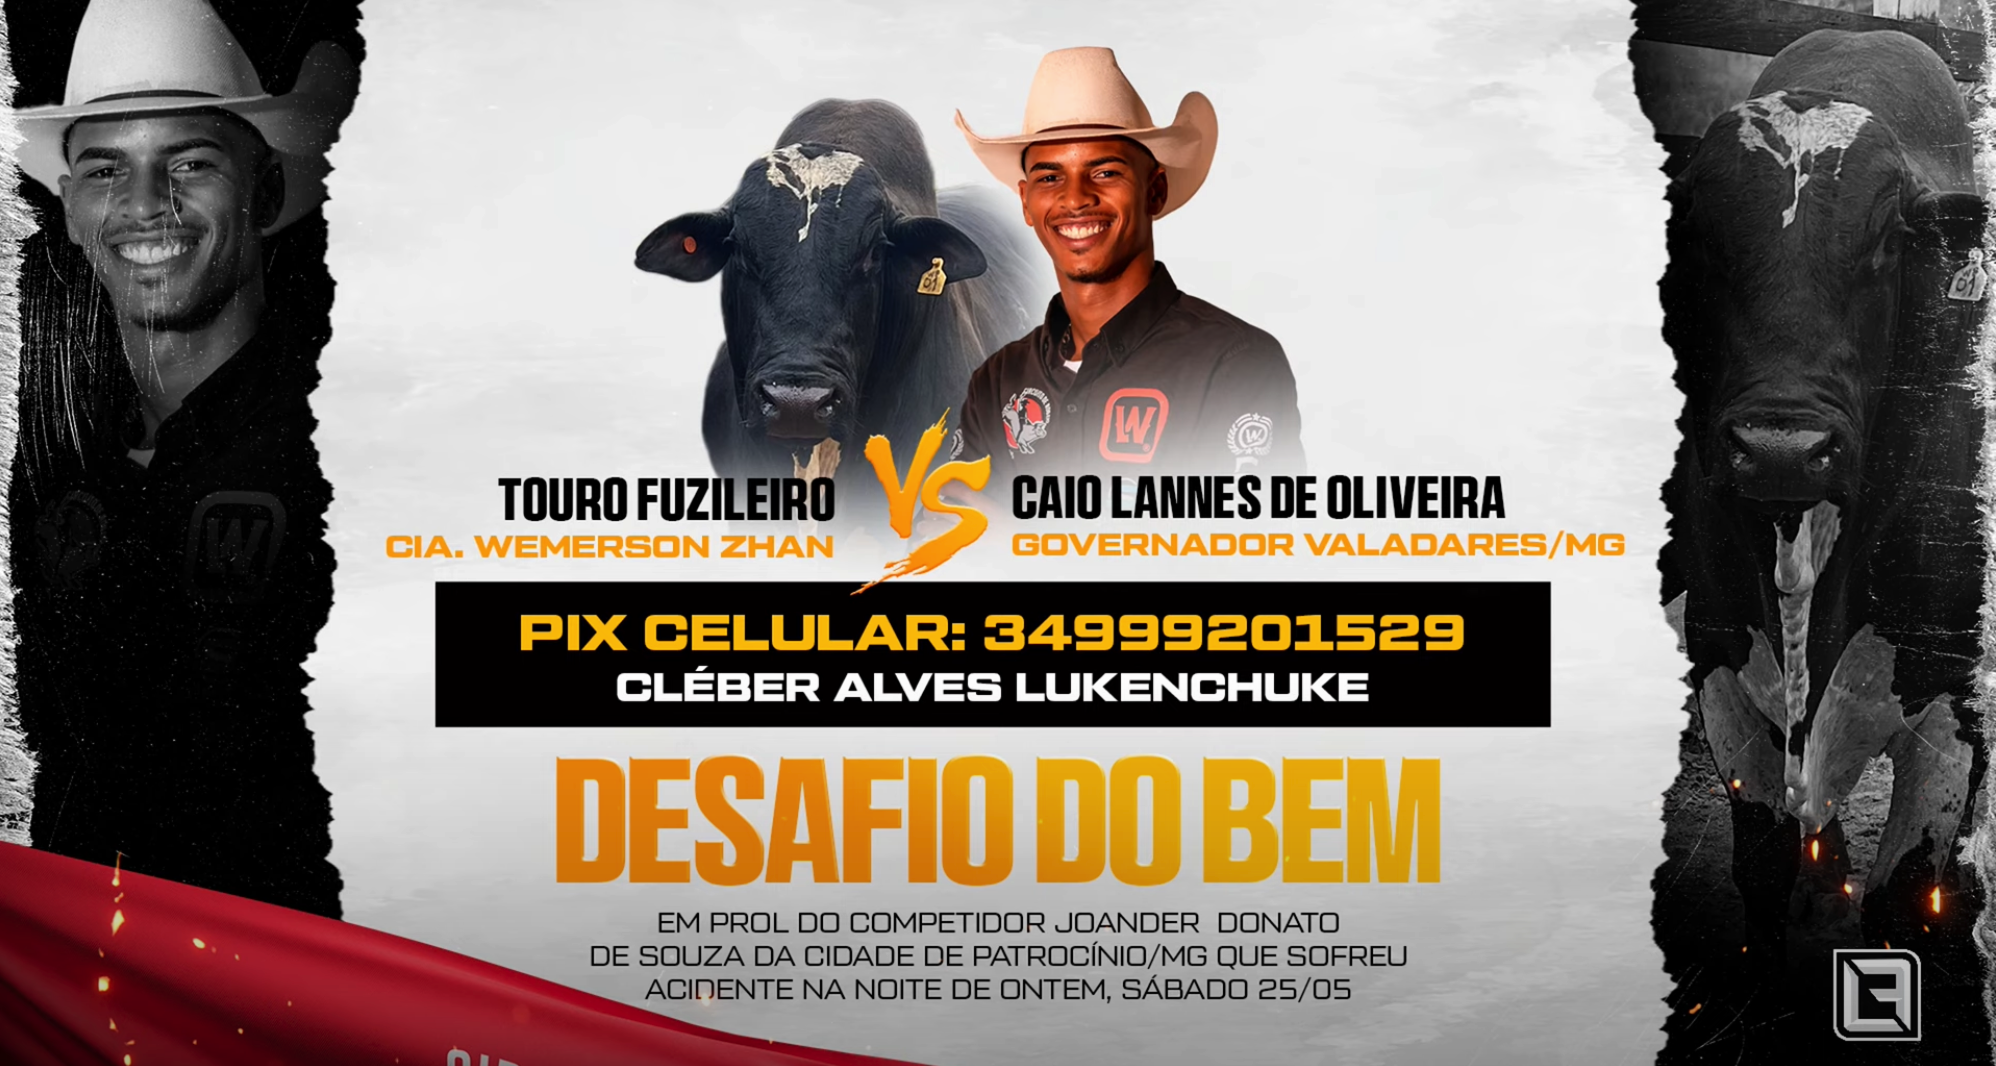 TOURO FUZILEIRO
CIA. WEMERSON ZHAN
VS
CAIO LANNES DE OLIVEIRA
GOVERNADOR VALADARES/MG
PIX CELULAR: 34999201529
CLÉBER ALVES LUKENCHUKE
DESAFIO DO BEM
EM PROL DO COMPETIDOR JOANDER DONATO
DE SOUZA DA CIDADE DE PATROCÍNIO/MG QUE SOFREU
ACIDENTE NA NOITE DE ONTEM, SÁBADO 25/05
01
W
W
01
W